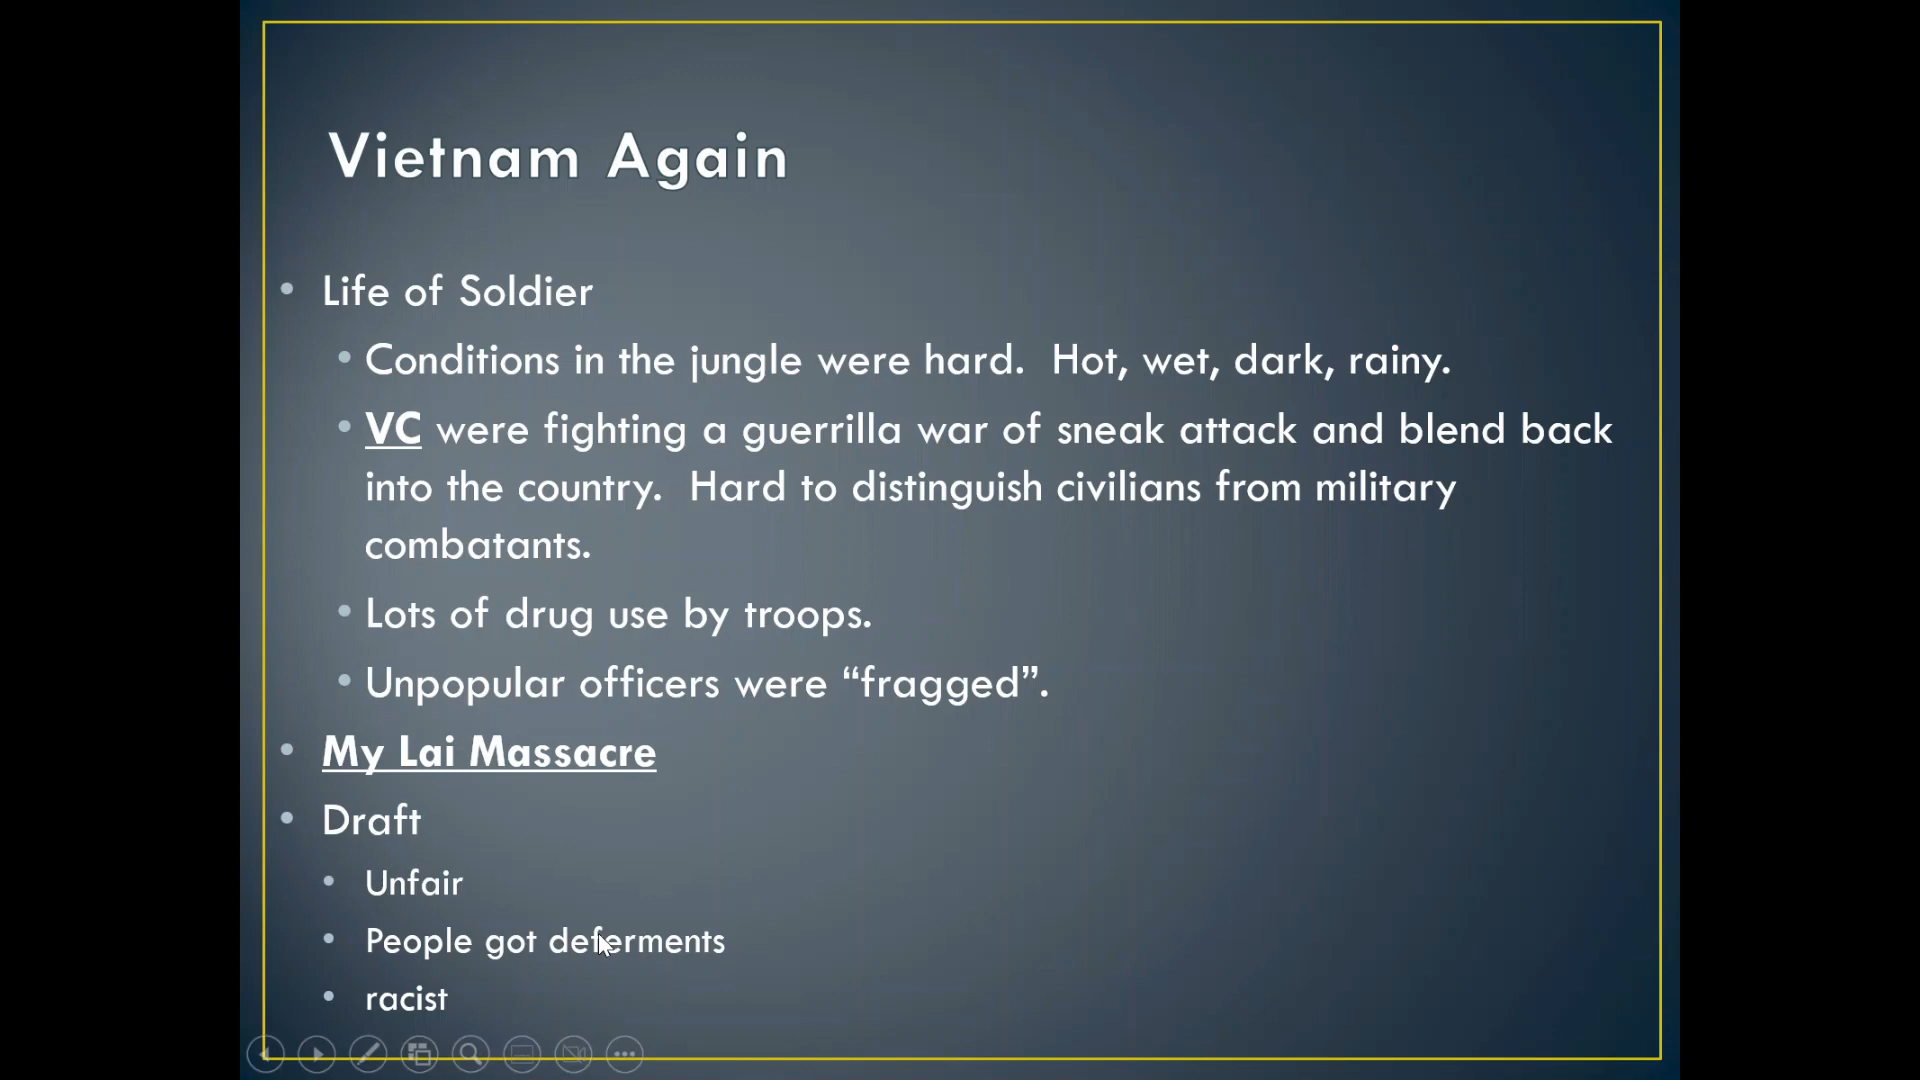 Vietnam Again
• Life of Soldier
• Conditions in the jungle were hard.  Hot, wet, dark, rainy.
• VC were fighting a guerrilla war of sneak attack and blend back
into the country.  Hard to distinguish civilians from military
combatants.
• Lots of drug use by troops.
• Unpopular officers were “fragged”.
• My Lai Massacre
• Draft
• Unfair
• People got deferments
• racist